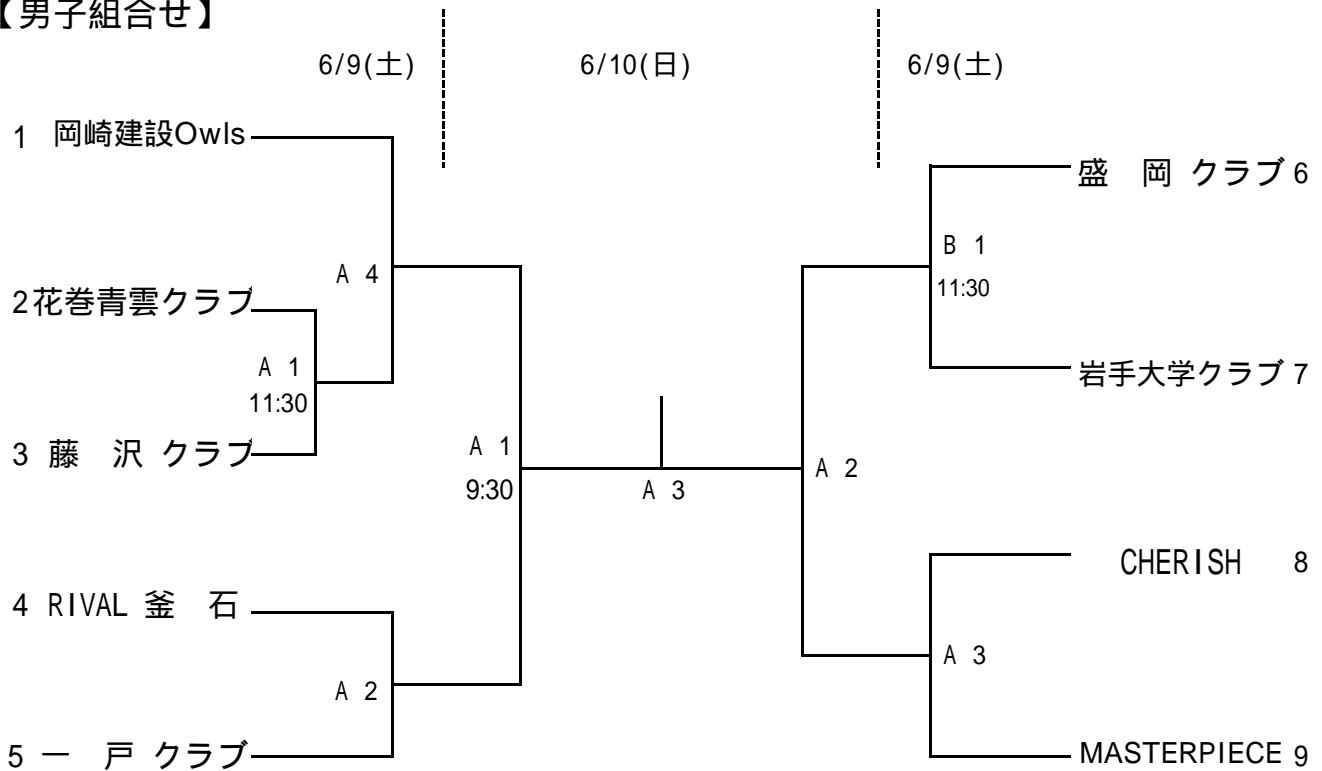 【男子組合せ】
6/9(土)
6/10(日)
6/9(土)
1 岡崎建設Owls
2花巻青雲クラブ
3 藤 沢 クラブ
4 RIVAL 釜 石
5 一 戸 クラブ
A 4
A 1
11:30
A 2
A 1
9:30
A 3
A 2
B 1
11:30
A 3
盛 岡 クラブ 6
岩手大学クラブ 7
CHERISH 8
MASTERPIECE 9